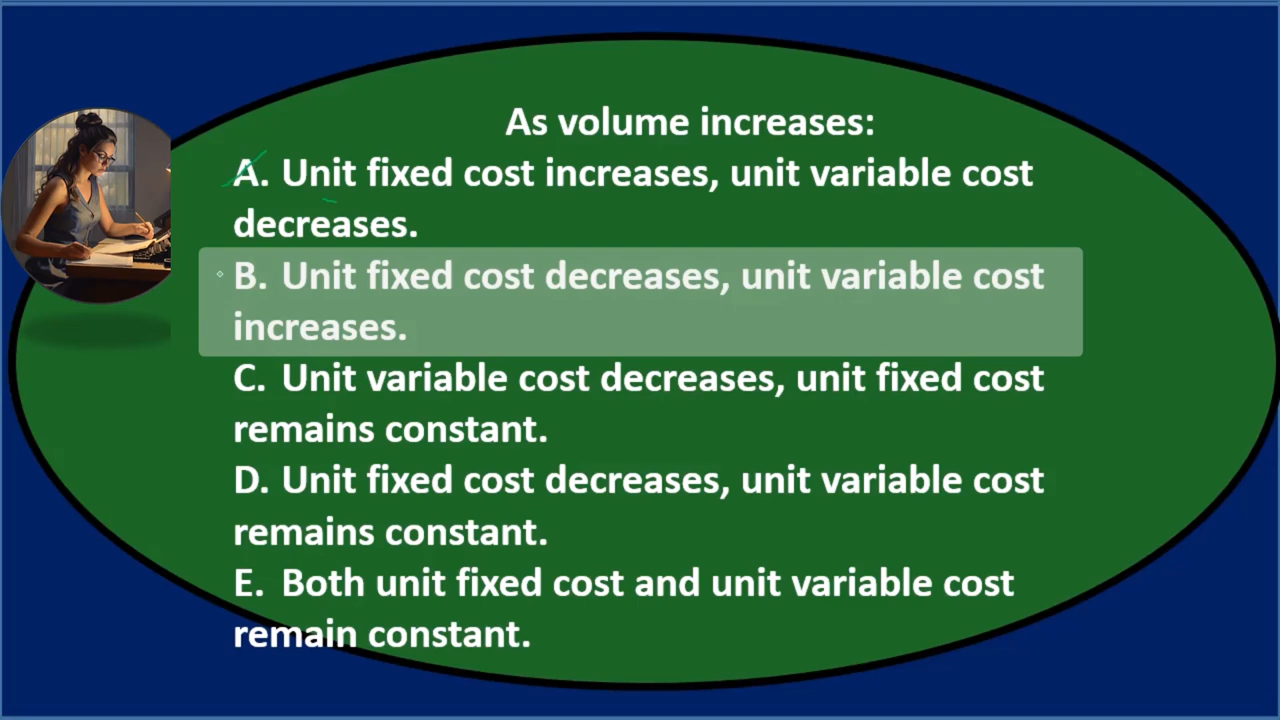 As volume increases:
A. Unit fixed cost increases, unit variable cost
decreases.
B. Unit fixed cost decreases, unit variable cost
increases.
C. Unit variable cost decreases, unit fixed cost
remains constant.
D. Unit fixed cost decreases, unit variable cost
remains constant.
E. Both unit fixed cost and unit variable cost
remain constant.